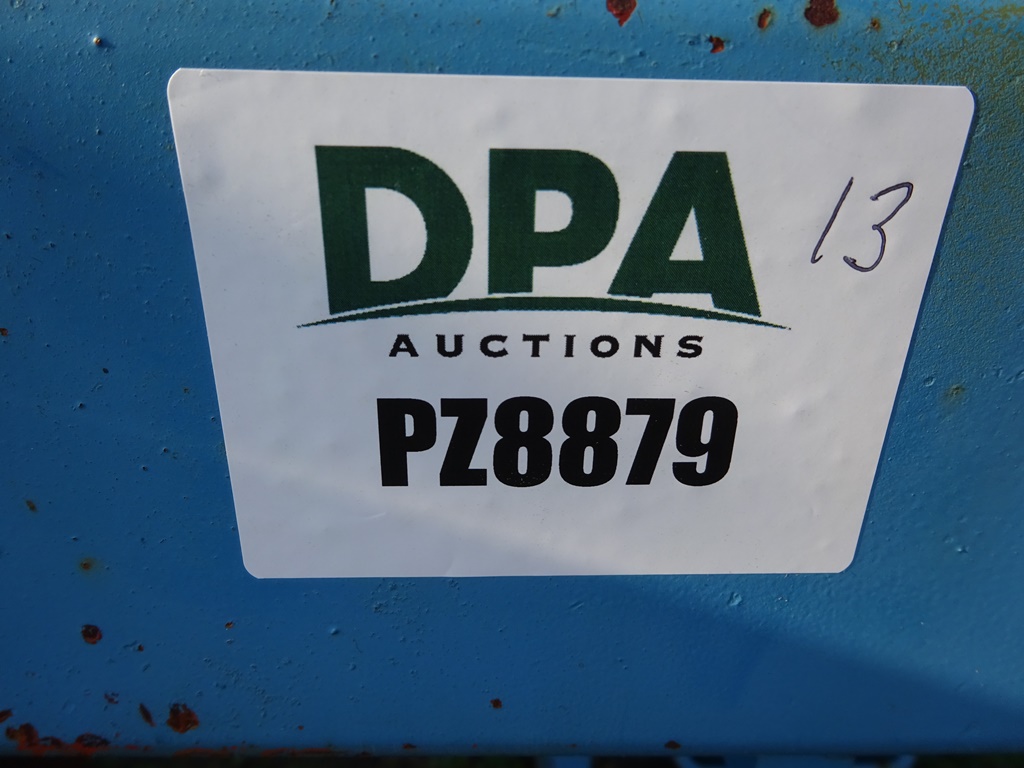 DPA
13
AUCTIONS
PZ8879